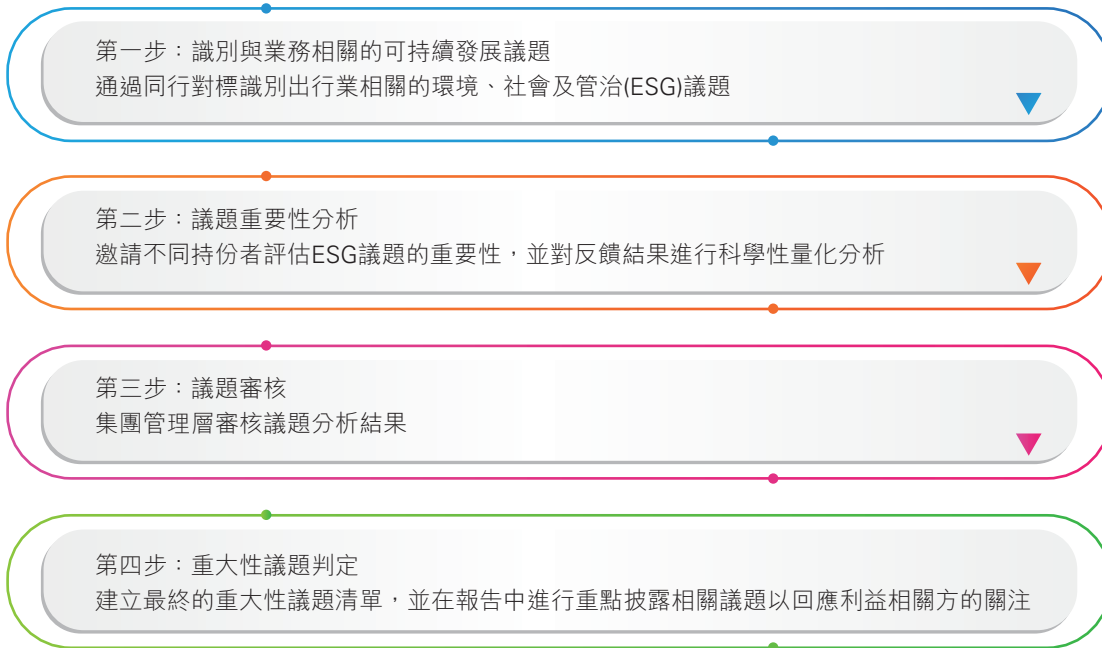 第一步：識別與業務相關的可持續發展議題
通過同行對標識別出行業相關的環境、社會及管治(ESG)議題
第二步：議題重要性分析
邀請不同持份者評估ESG議題的重要性，並對反饋結果進行科學性量化分析
第三步：議題審核
集團管理層審核議題分析結果
第四步：重大性議題判定
建立最終的重大性議題清單，並在報告中進行重點披露相關議題以回應利益相關方的關注